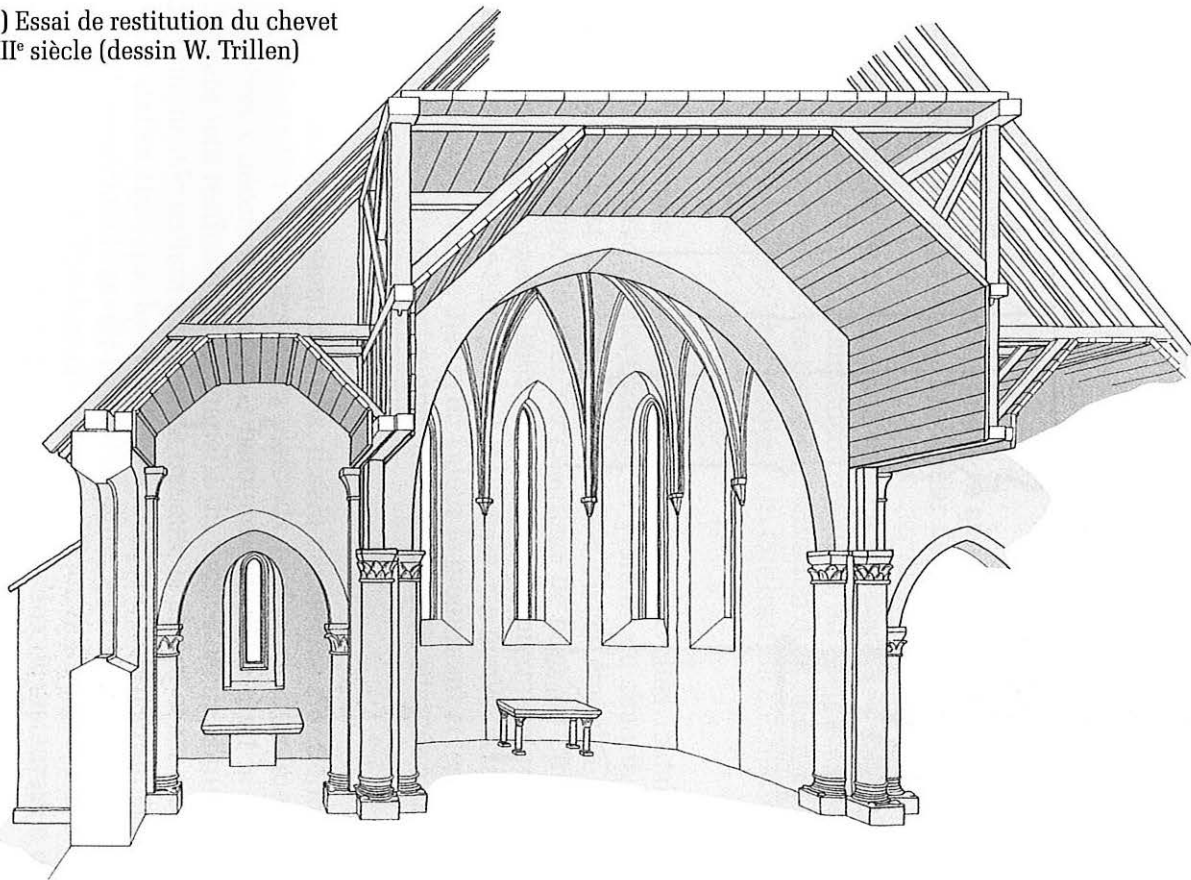 ) Essai de restitution du chevet
IIᵉ siècle (dessin W. Trillen)